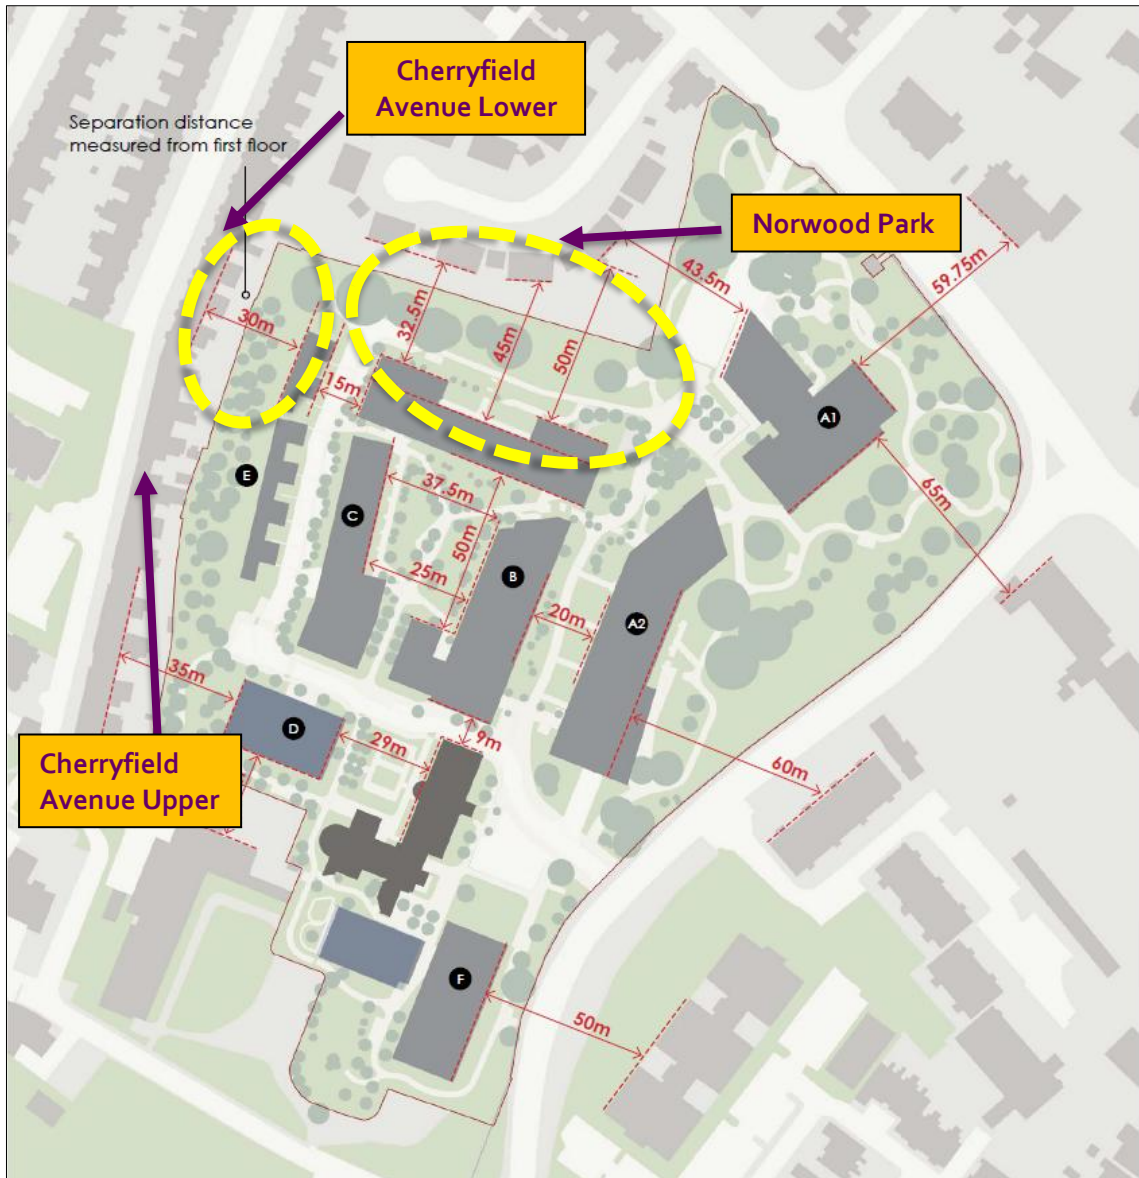 Cherryfield
Avenue Lower
Separation distance
measured from first floor
Norwood Park
43.5m
59.75m
32.5m
30m
45m
50m
15m
A1
E
37.5m
65m
C
50m
25m
B
20m
A2
35m
D
29m
9m
Cherryfield
Avenue Upper
60m
F
50m